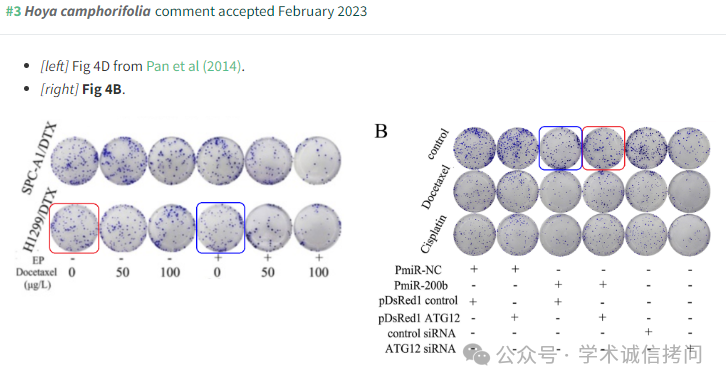 #3 Hoya camphorifolia comment accepted February 2023
[left] Fig 4D from Pan et al (2014).
[right] Fig 4B.
SPC-A1/DTX
H1299/DTX
EP - - - + + +
Docetaxel 0 50 100 0 50 100
(μg/L)
B
control
Docetaxel
Cisplatin
PmiR-NC + + - - - -
PmiR-200b - - + + - -
pDsRed1 control + - + - - -
pDsRed1 ATG12 - + - + - -
control siRNA - - - - + -
ATG12 siRNA - - - - - +
公众号 · 学术诚信拷问